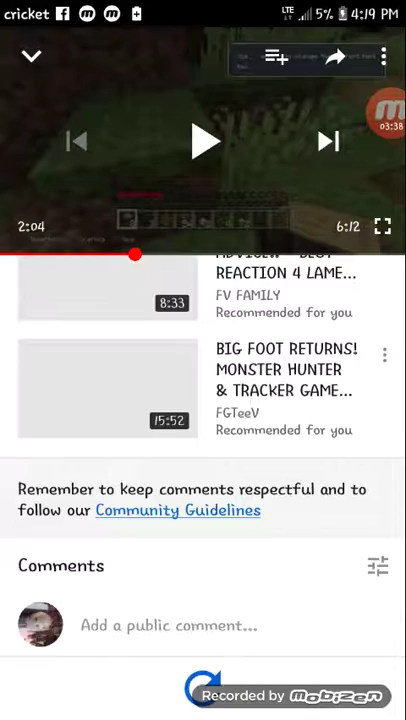 cricket LTE 5% 4:19 PM
03:38
2:04 6:12
REACTION 4 LAME...
FV FAMILY
8:33
Recommended for you
BIG FOOT RETURNS!
MONSTER HUNTER
& TRACKER GAME...
FGTeeV
15:52
Recommended for you
Remember to keep comments respectful and to
follow our Community Guidelines
Comments
Add a public comment...
Recorded by mobizen